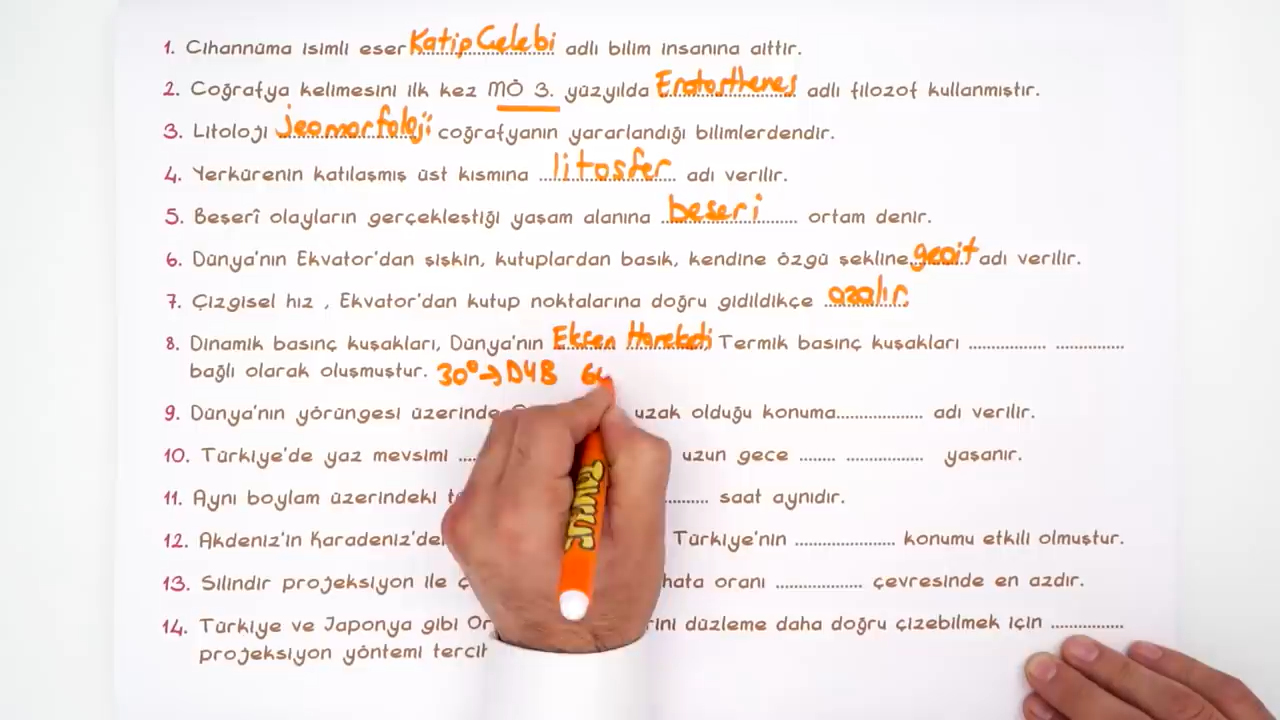 1. Cihannüma isimli eser Katip Çelebi adlı bilim insanına aittir.
2. Coğrafya kelimesini ilk kez MÖ 3. yüzyılda Eratosthenes adlı filozof kullanmıştır.
3. Litoloji jeomorfoloji coğrafyanın yararlandığı bilimlerdendir.
4. Yerkürenin katılaşmış üst kısmına litosfer adı verilir.
5. Beşerî olayların gerçekleştiği yaşam alanına beşeri ortam denir.
6. Dünya'nın Ekvator'dan şişkin, kutuplardan basık, kendine özgü şekline geoit adı verilir.
7. Çizgisel hız , Ekvator'dan kutup noktalarına doğru gidildikçe azalır.
8. Dinamik basınç kuşakları, Dünya'nın Eksen Hareketi Termik basınç kuşakları .................. ................
bağlı olarak oluşmuştur. 30° → DYB
9. Dünya'nın yörüngesi üzerinde uzak olduğu konuma.................. adı verilir.
10. Türkiye'de yaz mevsimi .... uzun gece ........ ................ yaşanır.
11. Aynı boylam üzerindeki .......... saat aynıdır.
12. Akdeniz'in Türkiye'nin ..................... konumu etkili olmuştur.
13. Silindir projeksiyon ile hata oranı .................. çevresinde en azdır.
14. Türkiye ve Japonya gibi düzleme daha doğru çizebilmek için ................
projeksiyon yöntemi